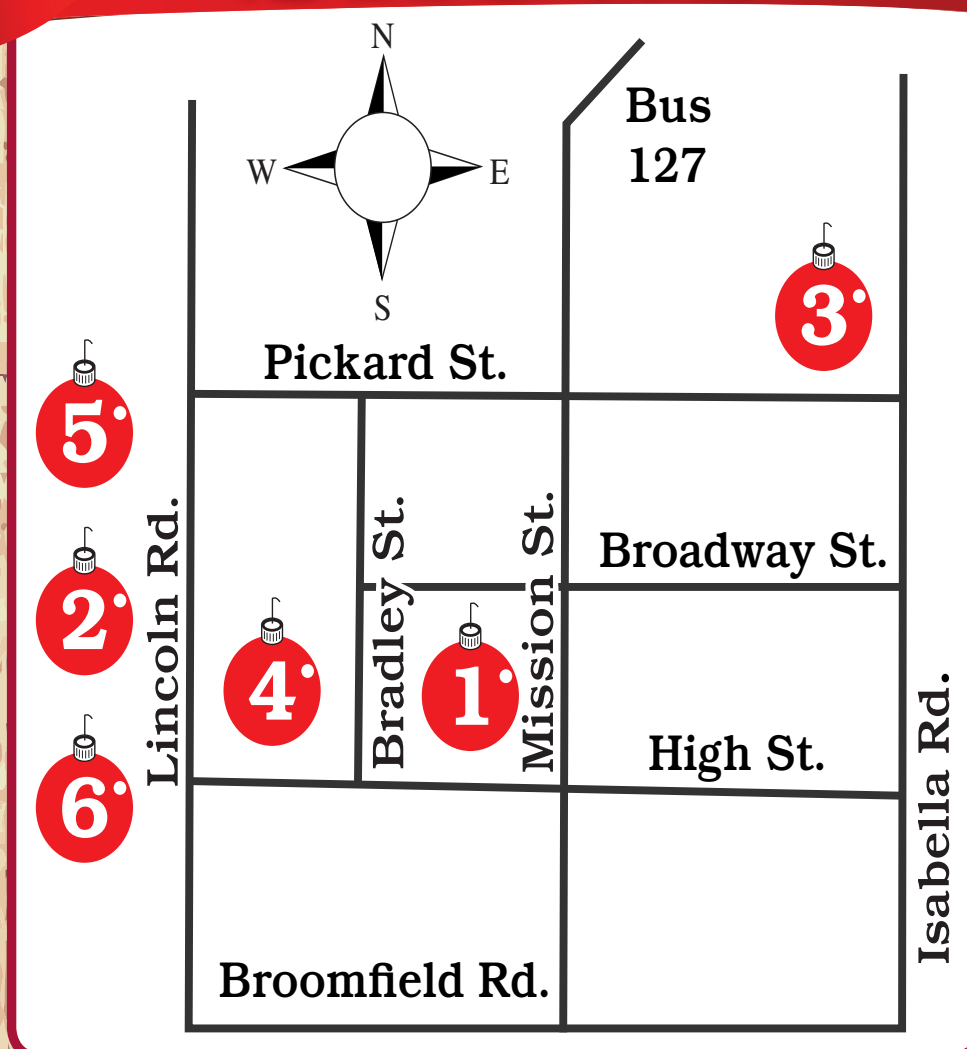 N
Bus
127
W
E
S
3
Pickard St.
5
Lincoln Rd.
Bradley St.
Mission St.
Broadway St.
2
4
1
High St.
6
Isabella Rd.
Broomfield Rd.